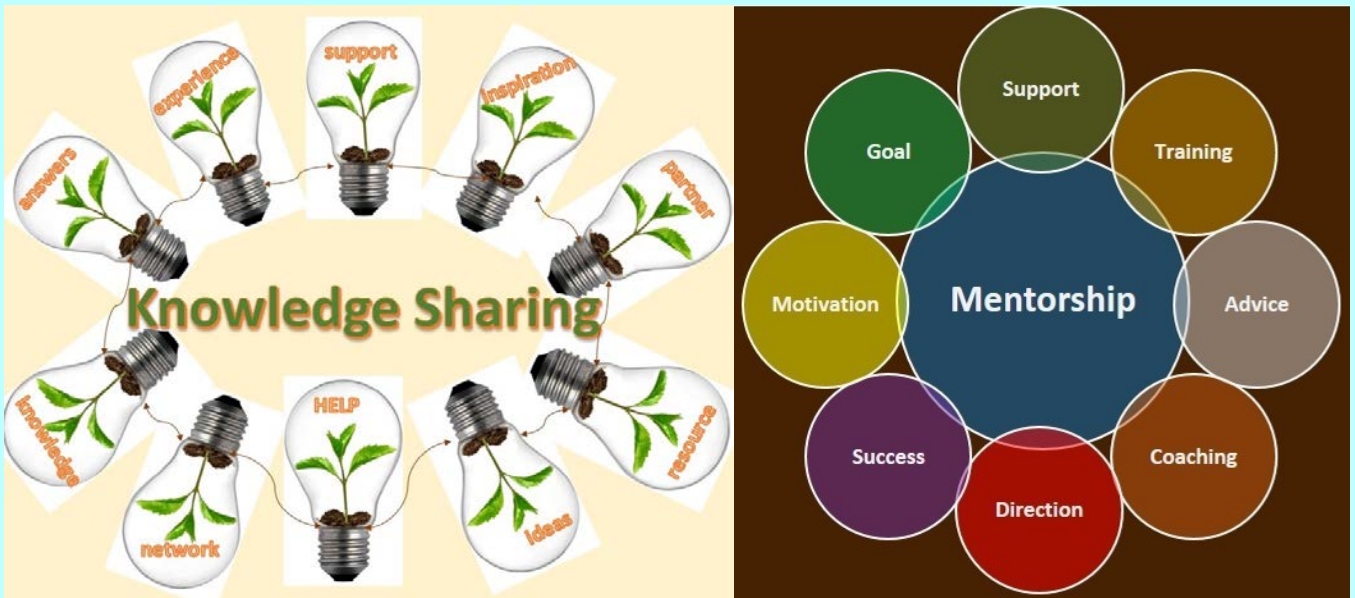 support
inspiration
partner
resource
ideas
HELP
network
knowledge
answers
experience
Knowledge Sharing
Support
Training
Advice
Coaching
Direction
Success
Motivation
Goal
Mentorship